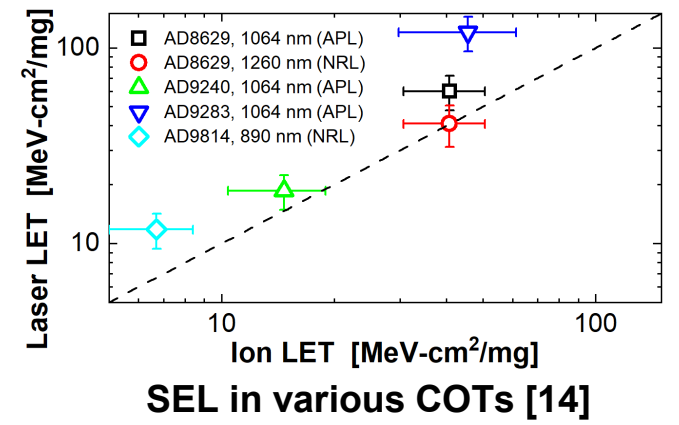 AD8629, 1064 nm (APL)
AD8629, 1260 nm (NRL)
AD9240, 1064 nm (APL)
AD9283, 1064 nm (APL)
AD9814, 890 nm (NRL)
100
10
Laser LET [MeV-cm²/mg]
10
100
Ion LET [MeV-cm²/mg]
SEL in various COTs [14]